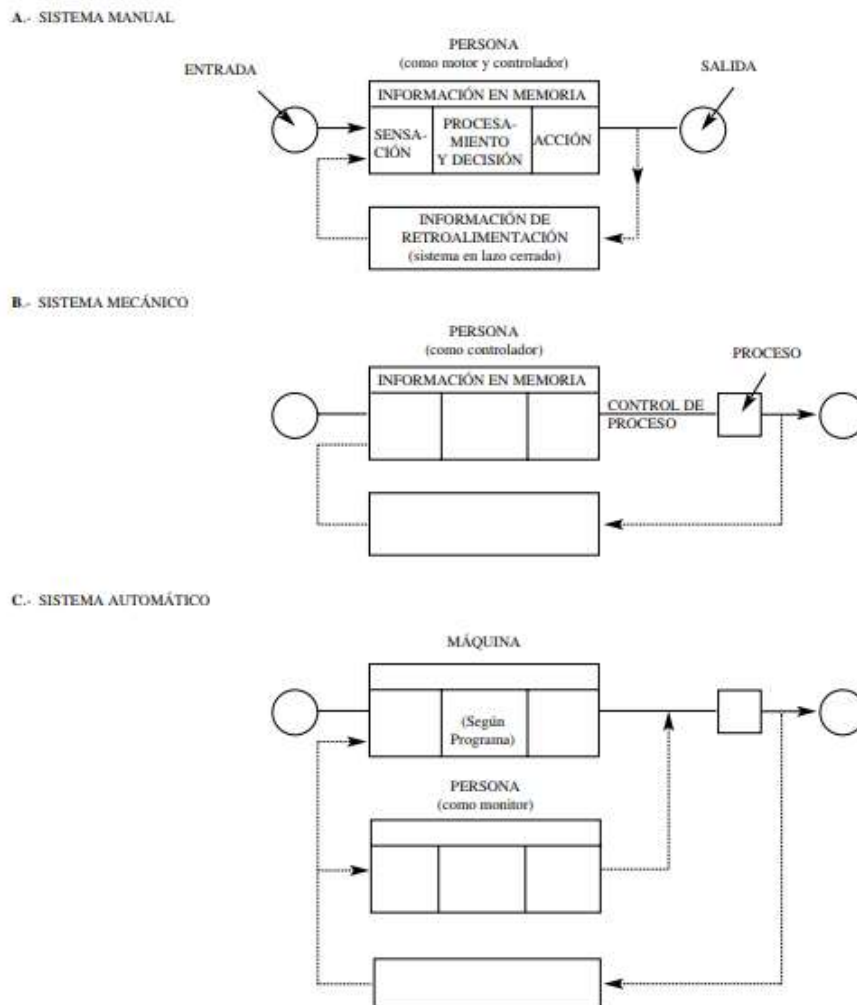 A.- SISTEMA MANUAL
PERSONA
(como motor y controlador)
ENTRADA
SALIDA
INFORMACIÓN EN MEMORIA
SENSA-
CIÓN
PROCESA-
MIENTO
Y DECISIÓN
ACCIÓN
INFORMACIÓN DE
RETROALIMENTACIÓN
(sistema en lazo cerrado)
B.- SISTEMA MECÁNICO
PERSONA
(como controlador)
PROCESO
INFORMACIÓN EN MEMORIA
CONTROL DE
PROCESO
C.- SISTEMA AUTOMÁTICO
MÁQUINA
(Según
Programa)
PERSONA
(como monitor)